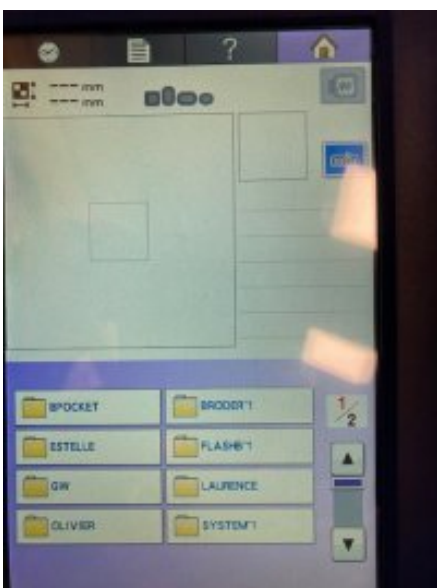 ?
--- mm
--- mm
BPOCKET
BRODER~1
1/2
ESTELLE
FLASHB~1
GW
LAURENCE
OLIVIER
SYSTEM~1